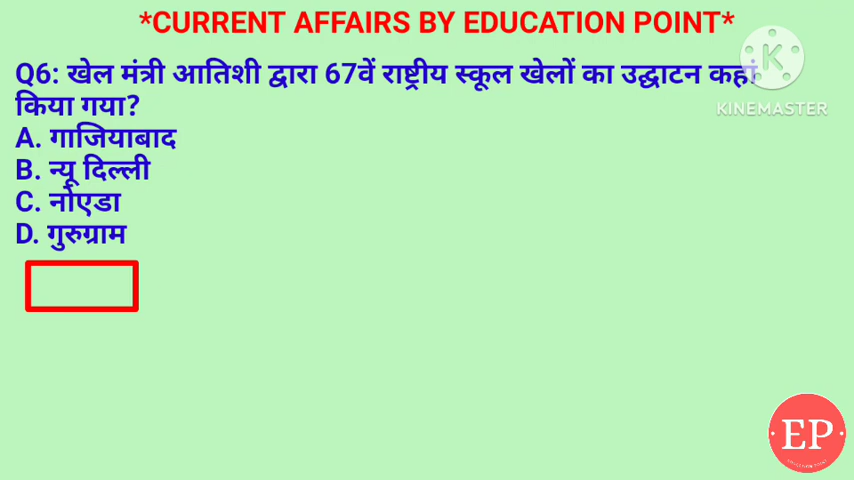 *CURRENT AFFAIRS BY EDUCATION POINT*
Q6: खेल मंत्री आतिशी द्वारा 67वें राष्ट्रीय स्कूल खेलों का उद्घाटन कहां
किया गया?
KINEMASTER
A. गाजियाबाद
B. न्यू दिल्ली
C. नोएडा
D. गुरुग्राम
EP